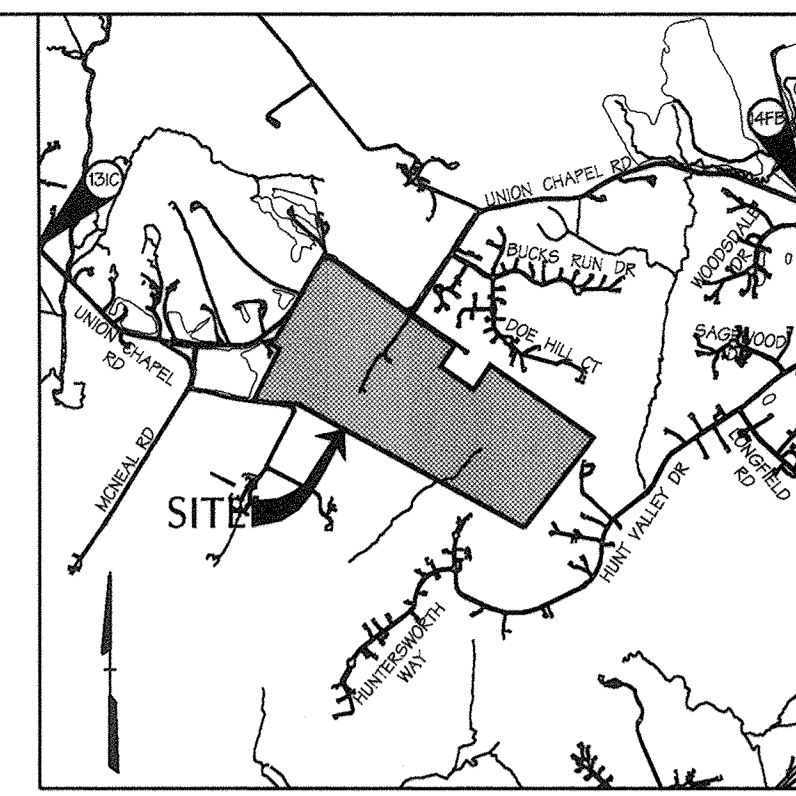 14FB
131C
UNION CHAPEL RD
BUCKS RUN DR
WOODSDALE
DR
DOE HILL CT
SAGEWOOD
UNION CHAPEL
RD
LONGFIELD
RD
MCNEAL RD
SITE
HUNT VALLEY DR
HUNTERSWORTH
WAY